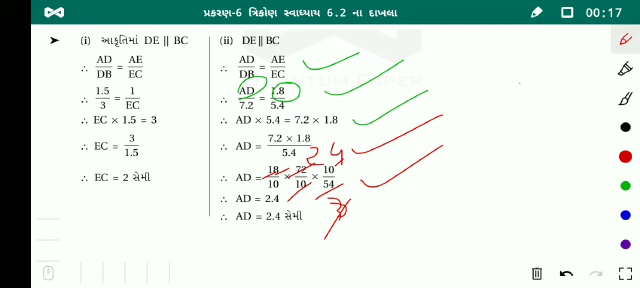 પ્રકરણ-6 ત્રિકોણ સ્વાધ્યાય 6.2 ના દાખલા
00:17
➤ (i) આકૃતિમાં DE || BC
∴ AD/DB = AE/EC
∴ 1.5/3 = 1/EC
∴ EC × 1.5 = 3
∴ EC = 3/1.5
∴ EC = 2 સેમી
(ii) DE || BC
∴ AD/DB = AE/EC
∴ AD/7.2 = 1.8/5.4
∴ AD × 5.4 = 7.2 × 1.8
∴ AD = 7.2 × 1.8/5.4
24
∴ AD = 18/10 × 72/10 × 10/54
∴ AD = 2.4
∴ AD = 2.4 સેમી